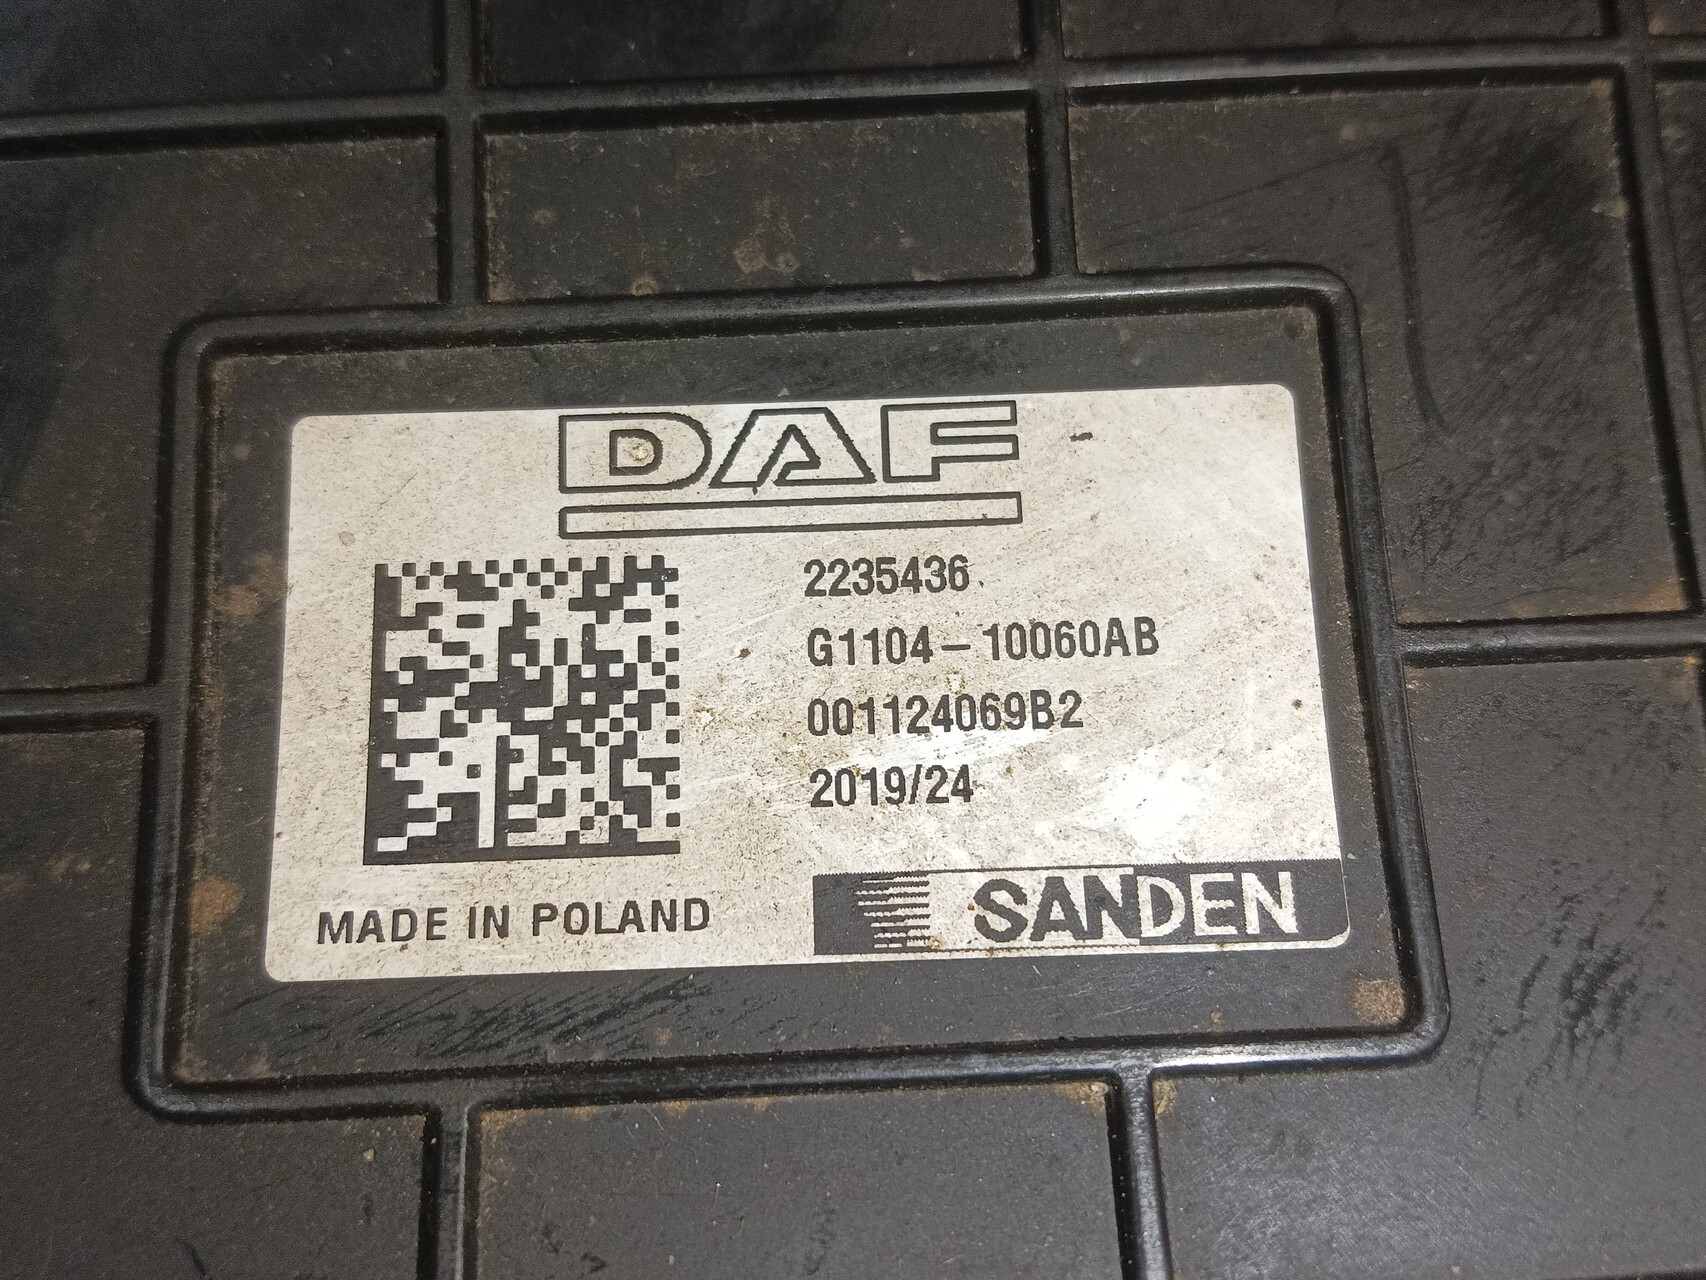 DAF
2235436
G1104-10060AB
001124069B2
2019/24
MADE IN POLAND
SANDEN